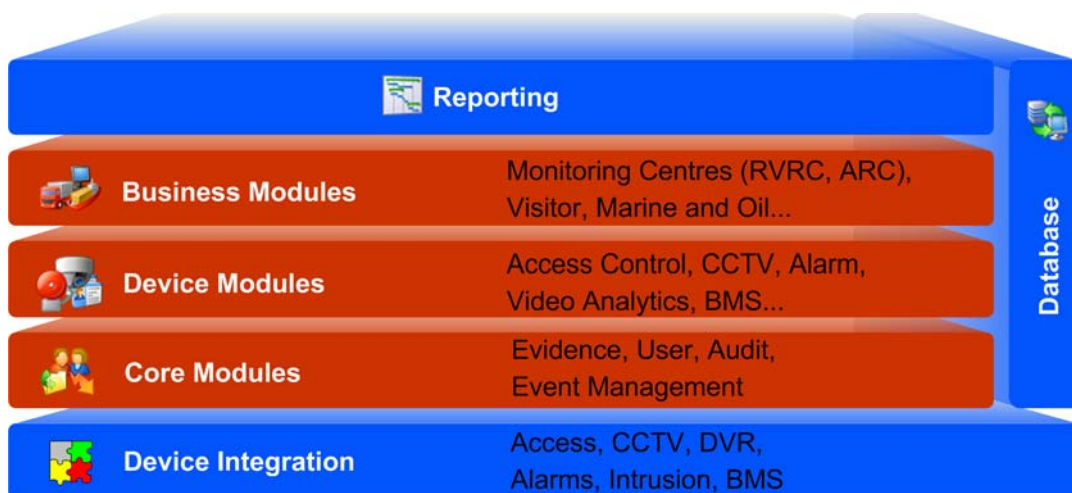 Reporting
Business Modules
Monitoring Centres (RVRC, ARC),
Visitor, Marine and Oil...
Device Modules
Access Control, CCTV, Alarm,
Video Analytics, BMS...
Core Modules
Evidence, User, Audit,
Event Management
Device Integration
Access, CCTV, DVR,
Alarms, Intrusion, BMS
Database